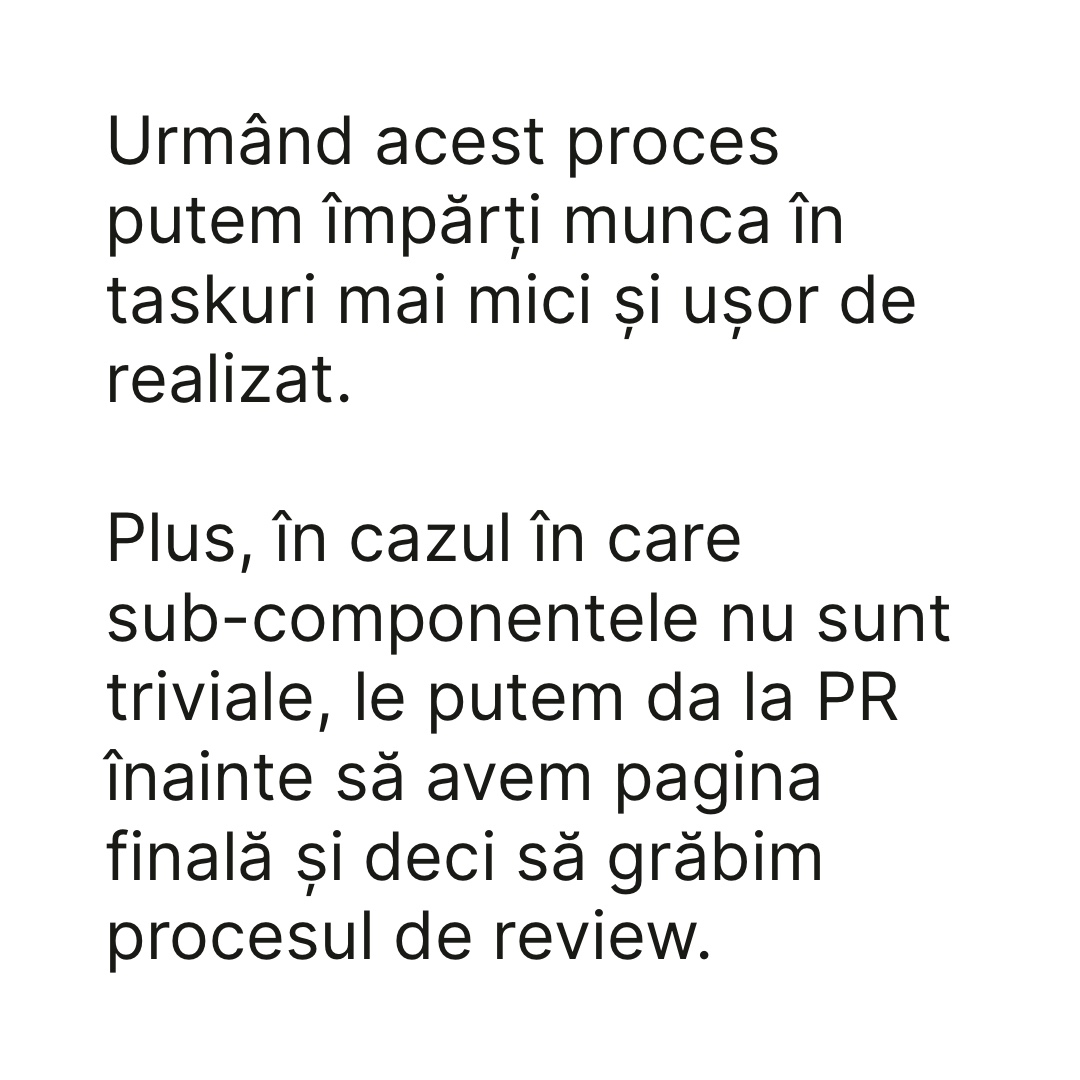 Urmând acest proces
putem împărți munca în
taskuri mai mici și ușor de
realizat.
Plus, în cazul în care
sub-componentele nu sunt
triviale, le putem da la PR
înainte să avem pagina
finală și deci să grăbim
procesul de review.